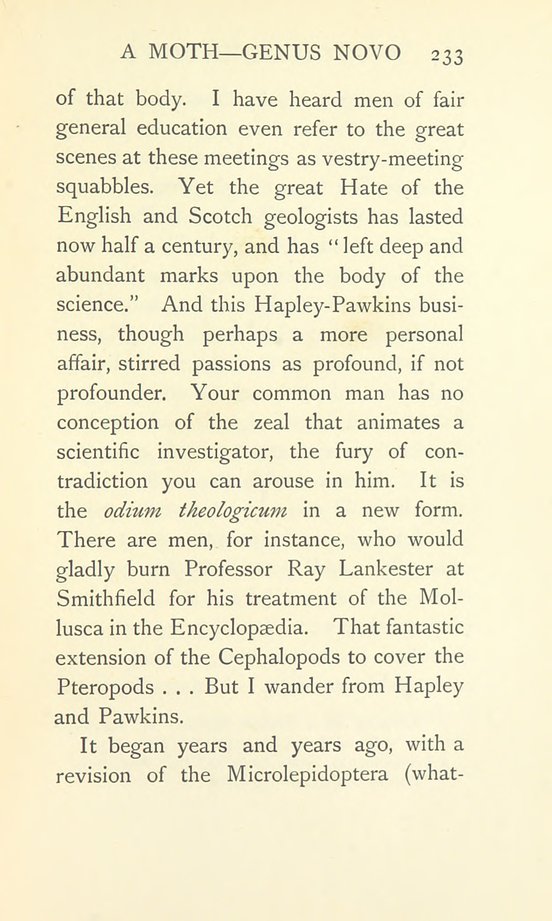 A MOTH—GENUS NOVO 233
of that body. I have heard men of fair
general education even refer to the great
scenes at these meetings as vestry-meeting
squabbles. Yet the great Hate of the
English and Scotch geologists has lasted
now half a century, and has “left deep and
abundant marks upon the body of the
science.” And this Hapley-Pawkins busi-
ness, though perhaps a more personal
affair, stirred passions as profound, if not
profounder. Your common man has no
conception of the zeal that animates a
scientific investigator, the fury of con-
tradiction you can arouse in him. It is
the odium theologicum in a new form.
There are men, for instance, who would
gladly burn Professor Ray Lankester at
Smithfield for his treatment of the Mol-
lusca in the Encyclopædia. That fantastic
extension of the Cephalopods to cover the
Pteropods . . . But I wander from Hapley
and Pawkins.
It began years and years ago, with a
revision of the Microlepidoptera (what-